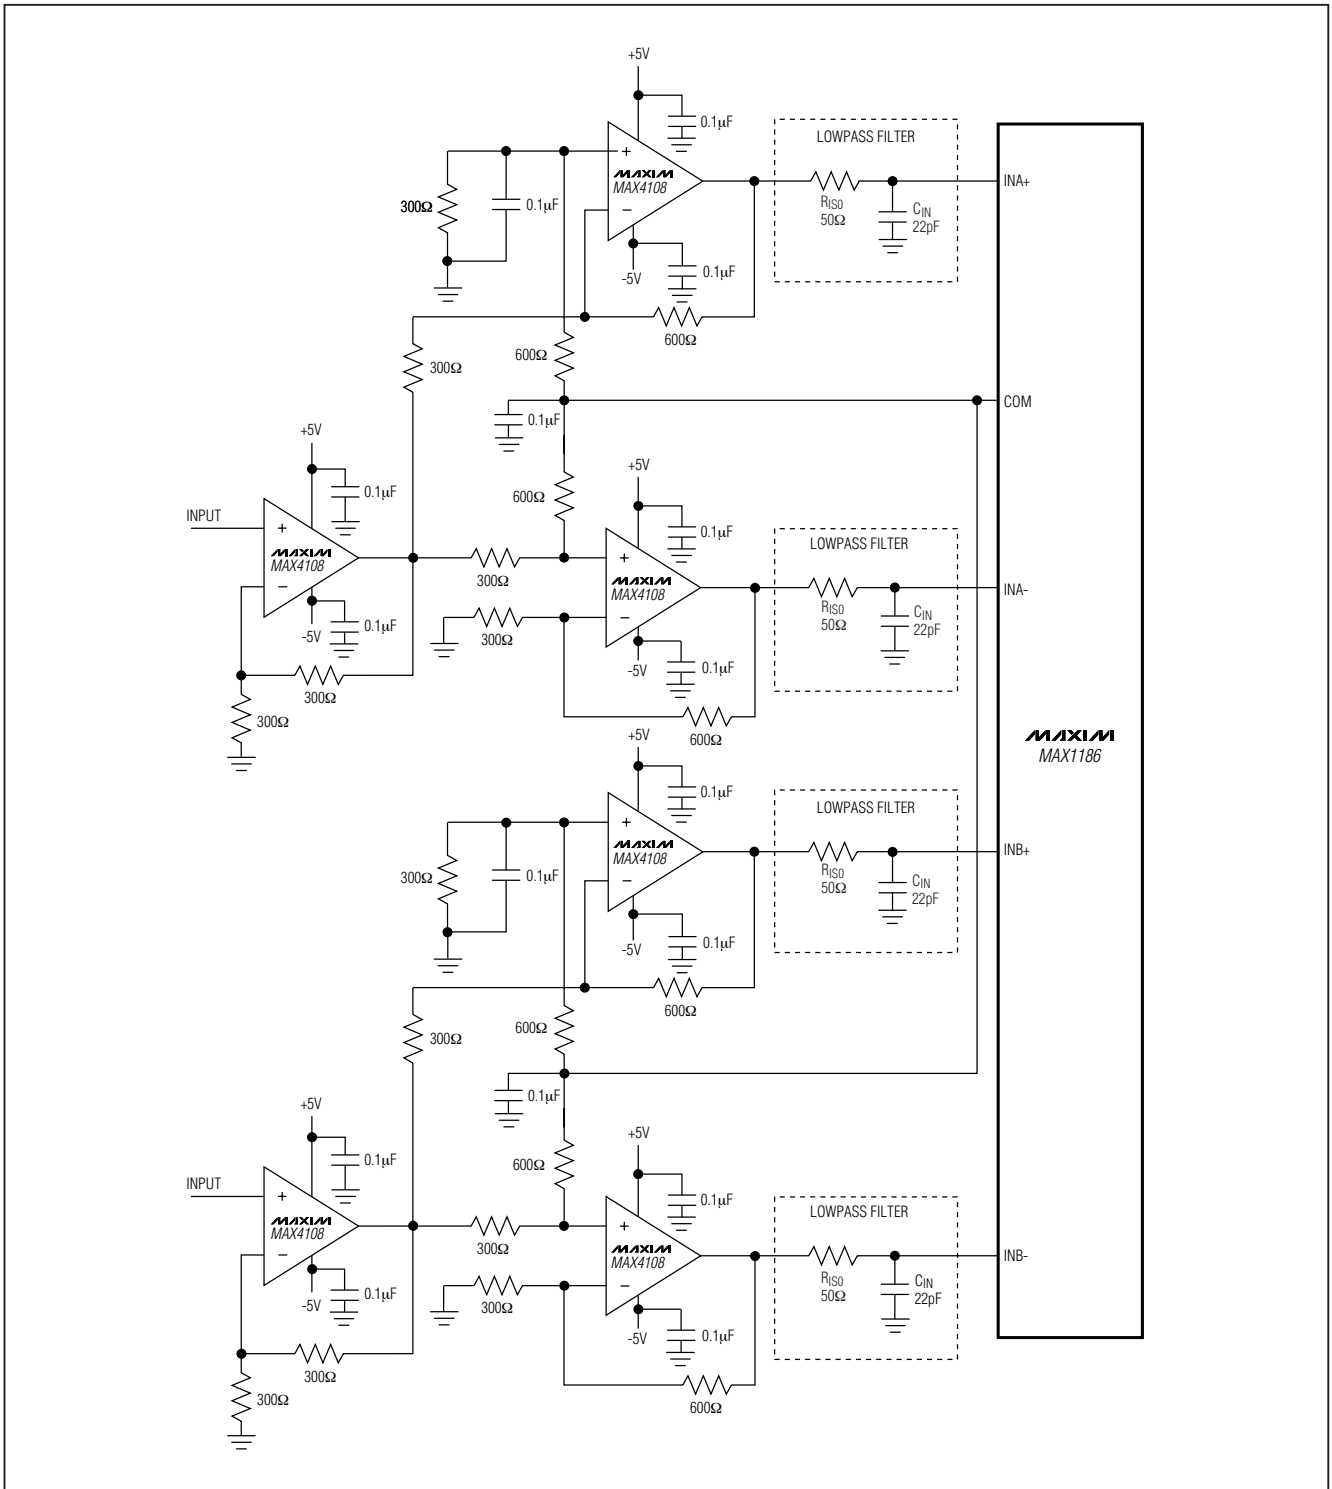 +5V
0.1µF
LOWPASS FILTER
MAXIM
MAX4108
+
−
300Ω
0.1µF
RISO
50Ω
CIN
22pF
INA+
-5V
0.1µF
600Ω
300Ω
600Ω
COM
0.1µF
+5V
0.1µF
INPUT
+
MAXIM
MAX4108
−
-5V
0.1µF
300Ω
300Ω
600Ω
+5V
0.1µF
LOWPASS FILTER
300Ω
+
MAXIM
MAX4108
−
300Ω
RISO
50Ω
CIN
22pF
INA-
-5V
0.1µF
600Ω
MAXIM
MAX1186
+5V
0.1µF
LOWPASS FILTER
+
MAXIM
MAX4108
−
300Ω
0.1µF
RISO
50Ω
CIN
22pF
INB+
-5V
0.1µF
600Ω
300Ω
600Ω
0.1µF
+5V
0.1µF
INPUT
+
MAXIM
MAX4108
−
-5V
0.1µF
300Ω
300Ω
600Ω
+5V
0.1µF
LOWPASS FILTER
300Ω
+
MAXIM
MAX4108
−
300Ω
RISO
50Ω
CIN
22pF
INB-
-5V
0.1µF
600Ω